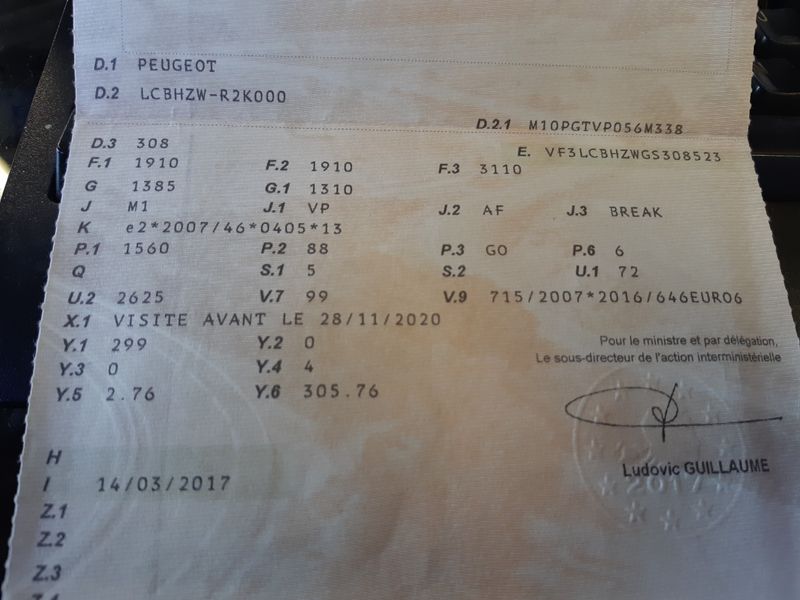 D.1 PEUGEOT
D.2 LCBHZW-R2K000
D.2.1 M10PGTVP056M338
D.3 308
E. VF3LCBHZWGS308523
F.1 1910 F.2 1910 F.3 3110
G 1385 G.1 1310
J M1 J.1 VP J.2 AF J.3 BREAK
K e2*2007/46*0405*13
P.1 1560 P.2 88 P.3 GO P.6 6
Q S.1 5 S.2 U.1 72
U.2 2625 V.7 99 V.9 715/2007*2016/646EURO6
X.1 VISITE AVANT LE 28/11/2020
Y.1 299 Y.2 0
Y.3 0 Y.4 4
Y.5 2.76 Y.6 305.76
Pour le ministre et par délégation,
Le sous-directeur de l'action interministérielle
Ludovic GUILLAUME
2017
H
I 14/03/2017
Z.1
Z.2
Z.3
Z.4